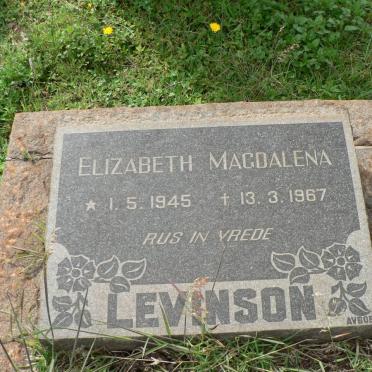 ELIZABETH MAGDALENA
★ 1.5.1945 † 13.3.1967
RUS IN VREDE
LEVINSON